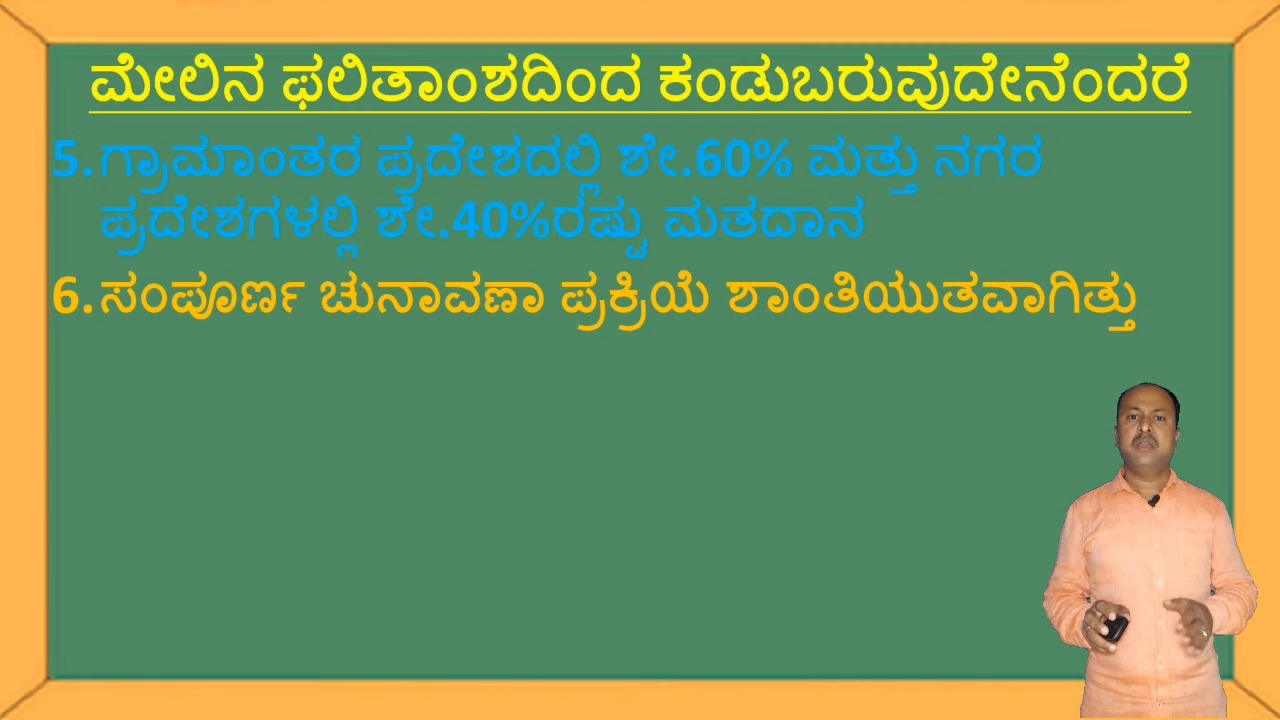 ಮೇಲಿನ ಫಲಿತಾಂಶದಿಂದ ಕಂಡುಬರುವುದೇನೆಂದರೆ
5. ಗ್ರಾಮಾಂತರ ಪ್ರದೇಶದಲ್ಲಿ ಶೇ.60% ಮತ್ತು ನಗರ
ಪ್ರದೇಶಗಳಲ್ಲಿ ಶೇ.40%ರಷ್ಟು ಮತದಾನ
6. ಸಂಪೂರ್ಣ ಚುನಾವಣಾ ಪ್ರಕ್ರಿಯೆ ಶಾಂತಿಯುತವಾಗಿತ್ತು